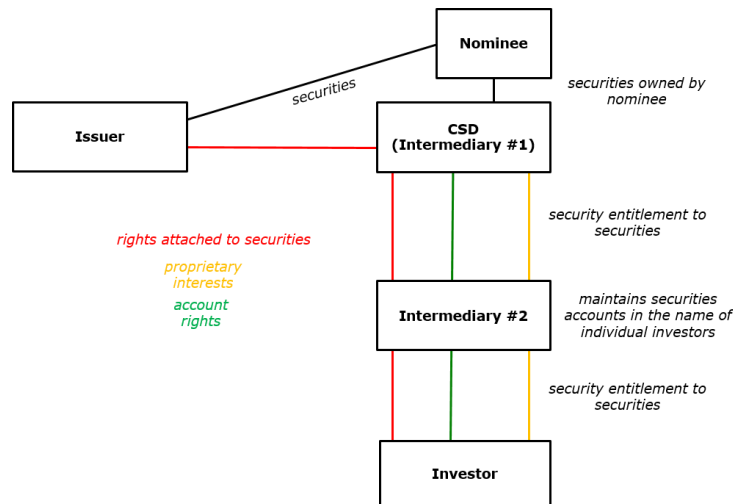 Nominee
securities
securities owned by
nominee
Issuer
CSD
(Intermediary #1)
security entitlement to
securities
rights attached to securities
proprietary
interests
account
rights
Intermediary #2
maintains securities
accounts in the name of
individual investors
security entitlement to
securities
Investor